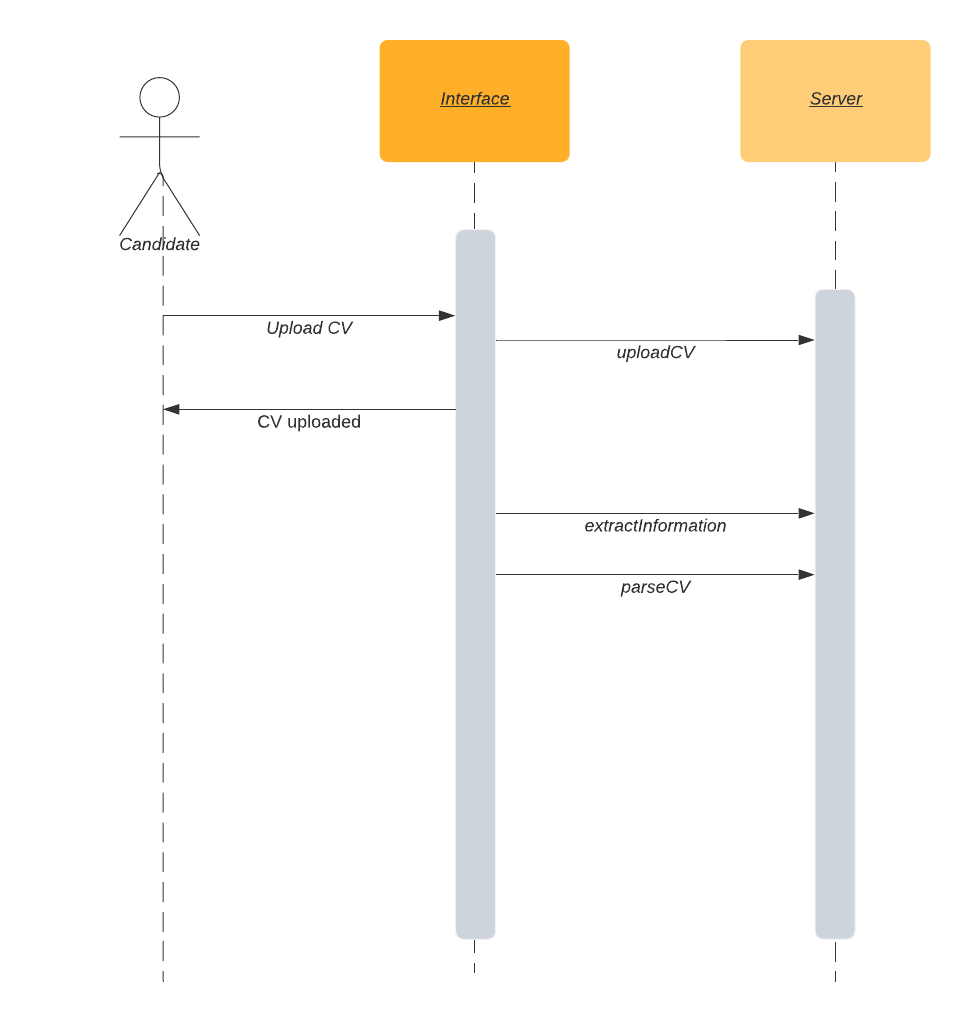 Interface
Server
Candidate
Upload CV
uploadCV
CV uploaded
extractInformation
parseCV